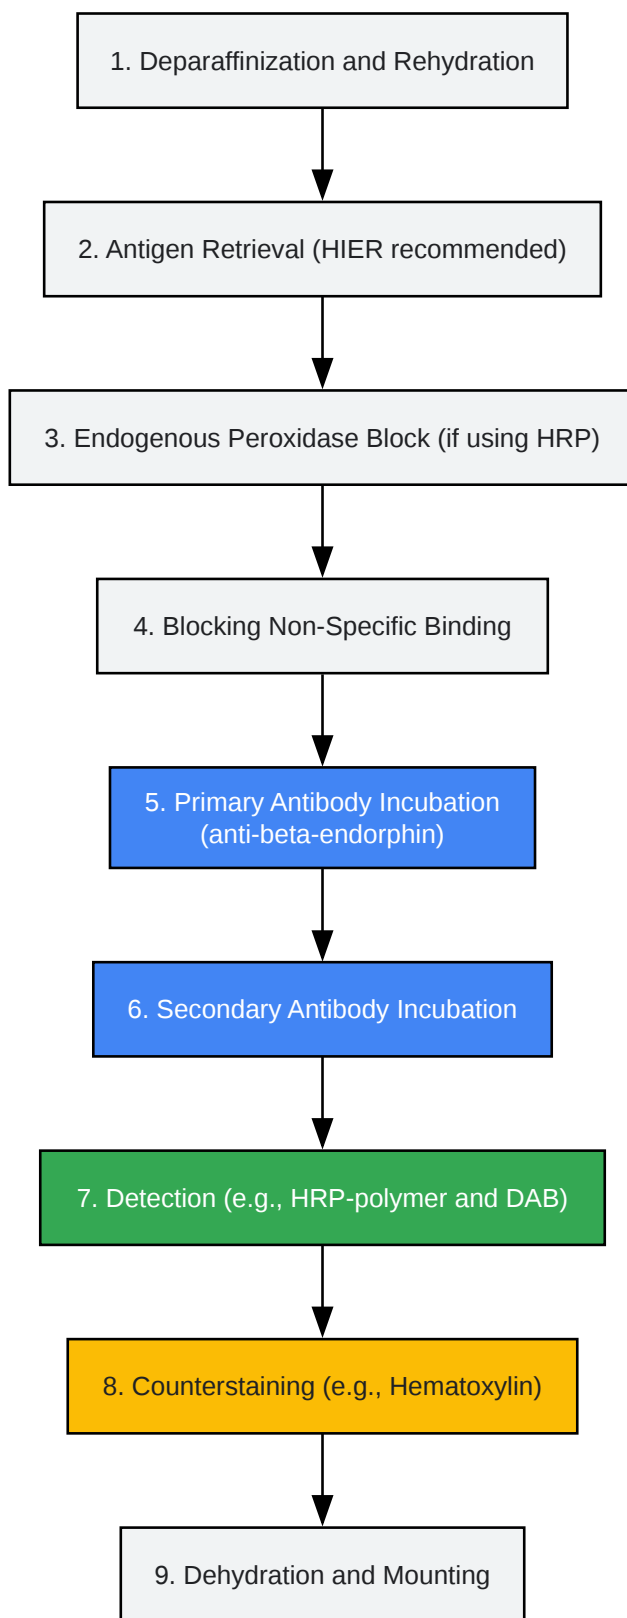 1. Deparaffinization and Rehydration
2. Antigen Retrieval (HIER recommended)
3. Endogenous Peroxidase Block (if using HRP)
4. Blocking Non-Specific Binding
5. Primary Antibody Incubation
(anti-beta-endorphin)
6. Secondary Antibody Incubation
7. Detection (e.g., HRP-polymer and DAB)
8. Counterstaining (e.g., Hematoxylin)
9. Dehydration and Mounting